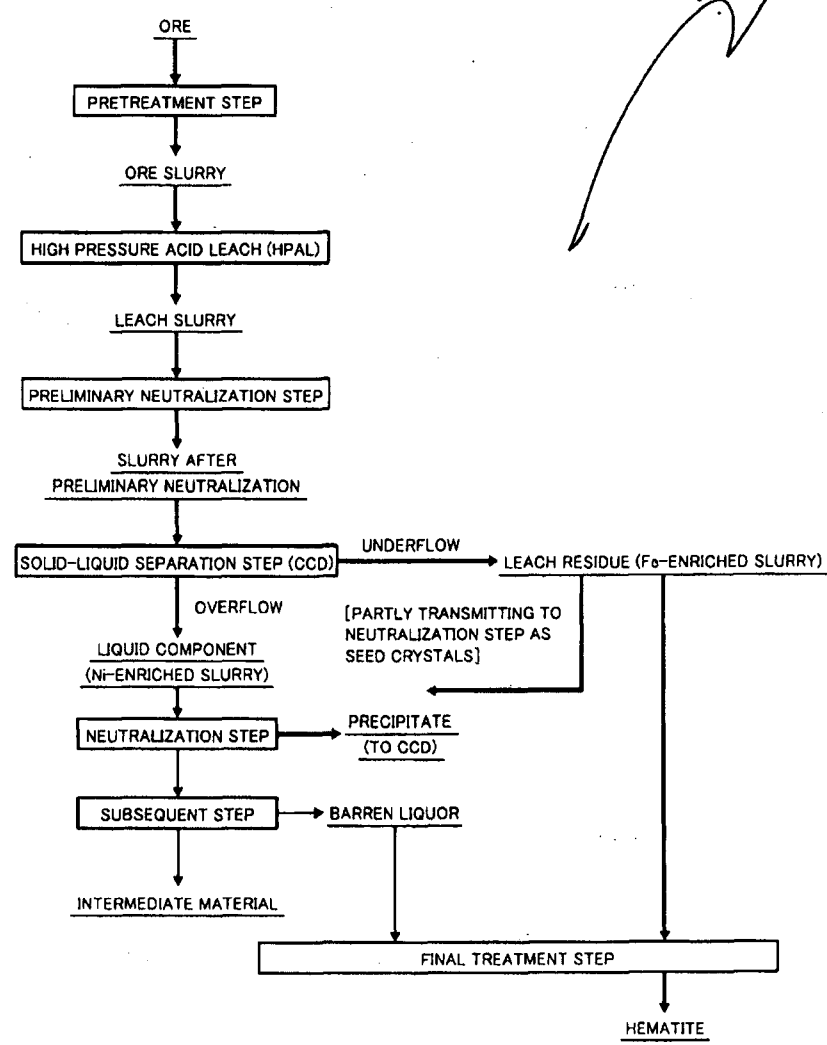 ORE
PRETREATMENT STEP
ORE SLURRY
HIGH PRESSURE ACID LEACH (HPAL)
LEACH SLURRY
PRELIMINARY NEUTRALIZATION STEP
SLURRY AFTER
PRELIMINARY NEUTRALIZATION
SOLID-LIQUID SEPARATION STEP (CCD)
UNDERFLOW
LEACH RESIDUE (Fe-ENRICHED SLURRY)
OVERFLOW
[PARTLY TRANSMITTING TO
NEUTRALIZATION STEP AS
SEED CRYSTALS]
LIQUID COMPONENT
(Ni-ENRICHED SLURRY)
NEUTRALIZATION STEP
PRECIPITATE
(TO CCD)
SUBSEQUENT STEP
BARREN LIQUOR
INTERMEDIATE MATERIAL
FINAL TREATMENT STEP
HEMATITE